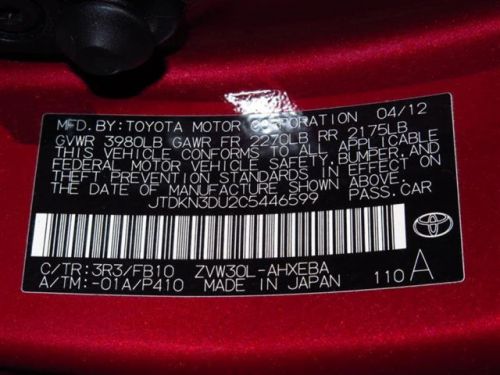 MFD. BY: TOYOTA MOTOR CORPORATION 04/12
GVWR 3980LB GAWR FR 2270LB RR 2175LB
THIS VEHICLE CONFORMS TO ALL APPLICABLE
FEDERAL MOTOR VEHICLE SAFETY, BUMPER, AND
THEFT PREVENTION STANDARDS IN EFFECT ON
THE DATE OF MANUFACTURE SHOWN ABOVE.
JTDKN3DU2C5446599 PASS. CAR
C/TR: 3R3/FB10 ZVW30L-AHXEBA
A/TM: -01A/P410 MADE IN JAPAN 110 A